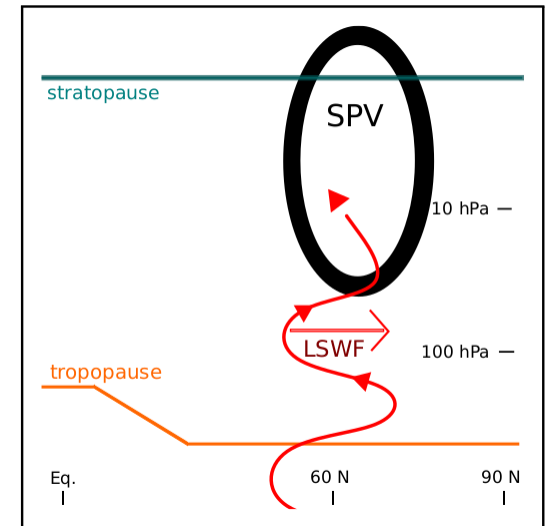 stratopause
SPV
10 hPa
LSWF
100 hPa
tropopause
Eq.
60 N
90 N